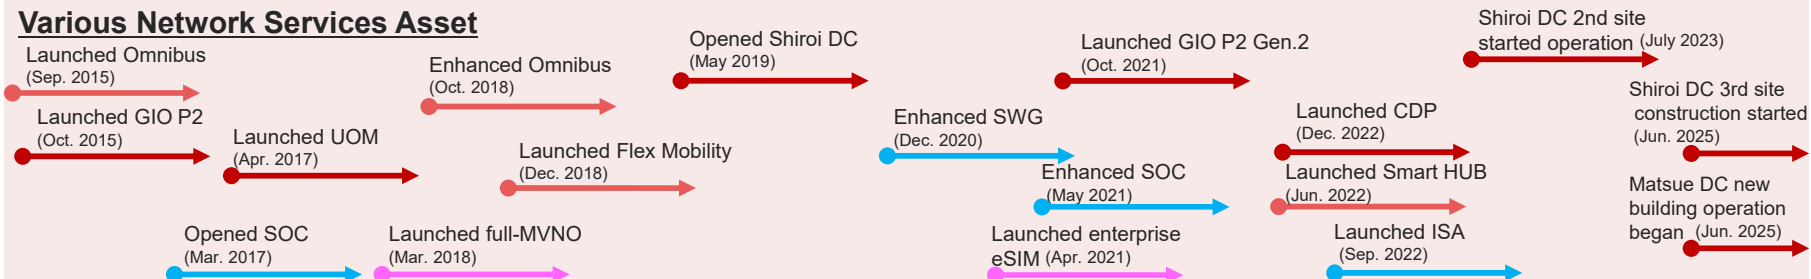 Various Network Services Asset
Launched Omnibus
(Sep. 2015)
Launched GIO P2
(Oct. 2015)
Opened SOC
(Mar. 2017)
Launched UOM
(Apr. 2017)
Launched full-MVNO
(Mar. 2018)
Enhanced Omnibus
(Oct. 2018)
Launched Flex Mobility
(Dec. 2018)
Opened Shiroi DC
(May 2019)
Enhanced SWG
(Dec. 2020)
Launched enterprise
eSIM (Apr. 2021)
Enhanced SOC
(May 2021)
Launched GIO P2 Gen.2
(Oct. 2021)
Launched CDP
(Dec. 2022)
Launched Smart HUB
(Jun. 2022)
Launched ISA
(Sep. 2022)
Shiroi DC 2nd site
started operation (July 2023)
Shiroi DC 3rd site
construction started
(Jun. 2025)
Matsue DC new
building operation
began (Jun. 2025)